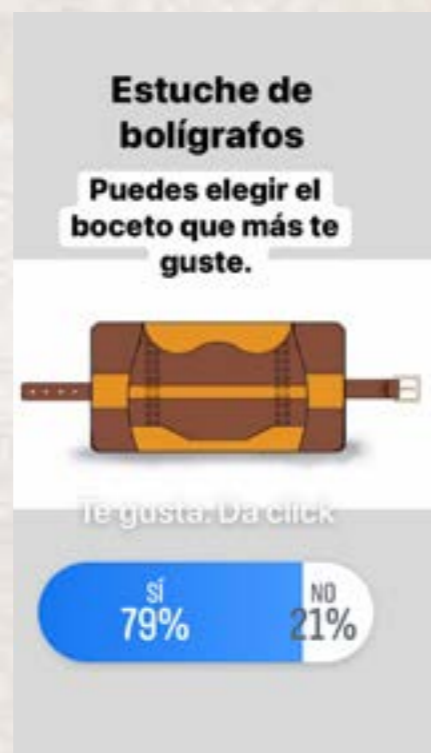 Estuche de
bolígrafos
Puedes elegir el
boceto que más te
guste.
Te gusta. Da click
SÍ
79%
NO
21%